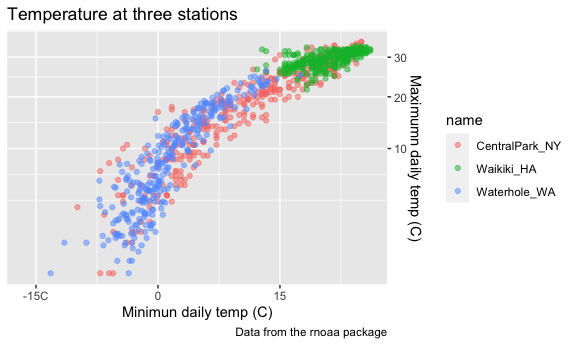 Temperature at three stations
30
20
10
Maximumn daily temp (C)
-15C
0
15
Minimun daily temp (C)
name
CentralPark_NY
Waikiki_HA
Waterhole_WA
Data from the rnoaa package